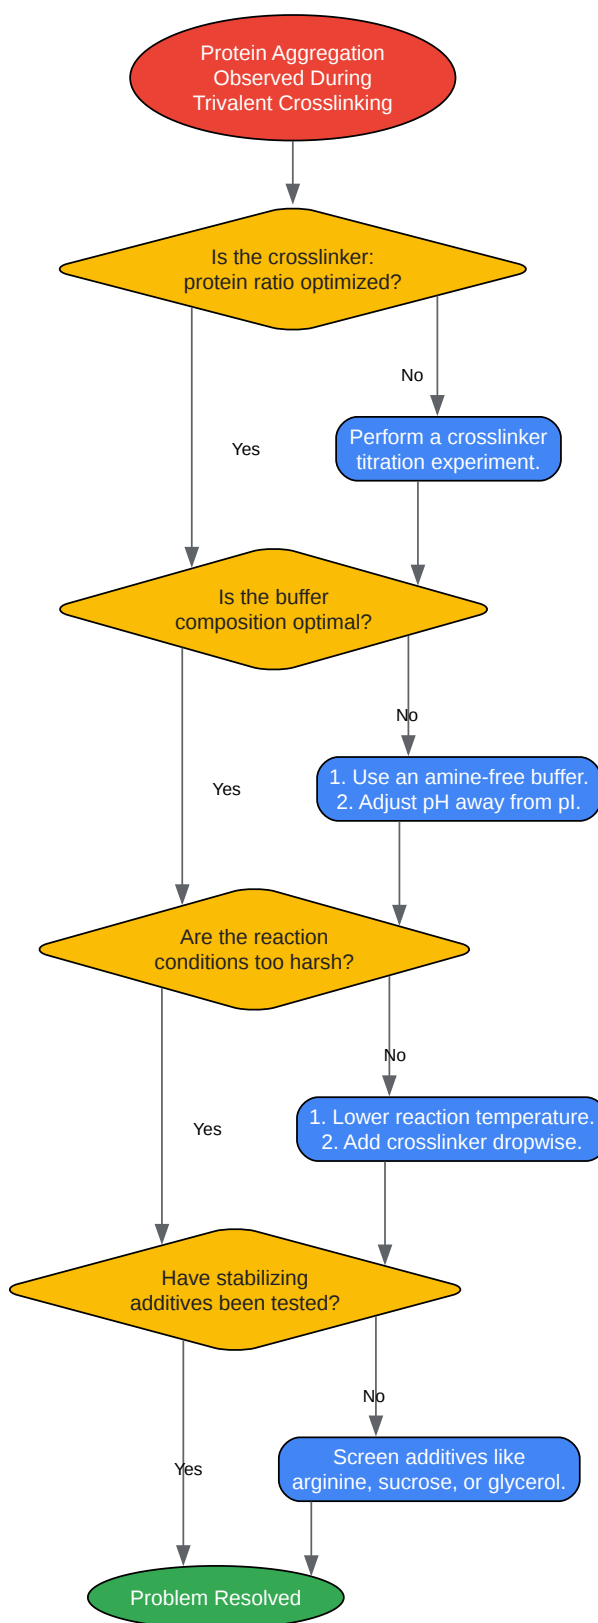 Protein Aggregation
Observed During
Trivalent Crosslinking
Is the crosslinker:
protein ratio optimized?
No
Yes
Perform a crosslinker
titration experiment.
Is the buffer
composition optimal?
No
Yes
1. Use an amine-free buffer.
2. Adjust pH away from pI.
Are the reaction
conditions too harsh?
No
Yes
1. Lower reaction temperature.
2. Add crosslinker dropwise.
Have stabilizing
additives been tested?
No
Yes
Screen additives like
arginine, sucrose, or glycerol.
Problem Resolved